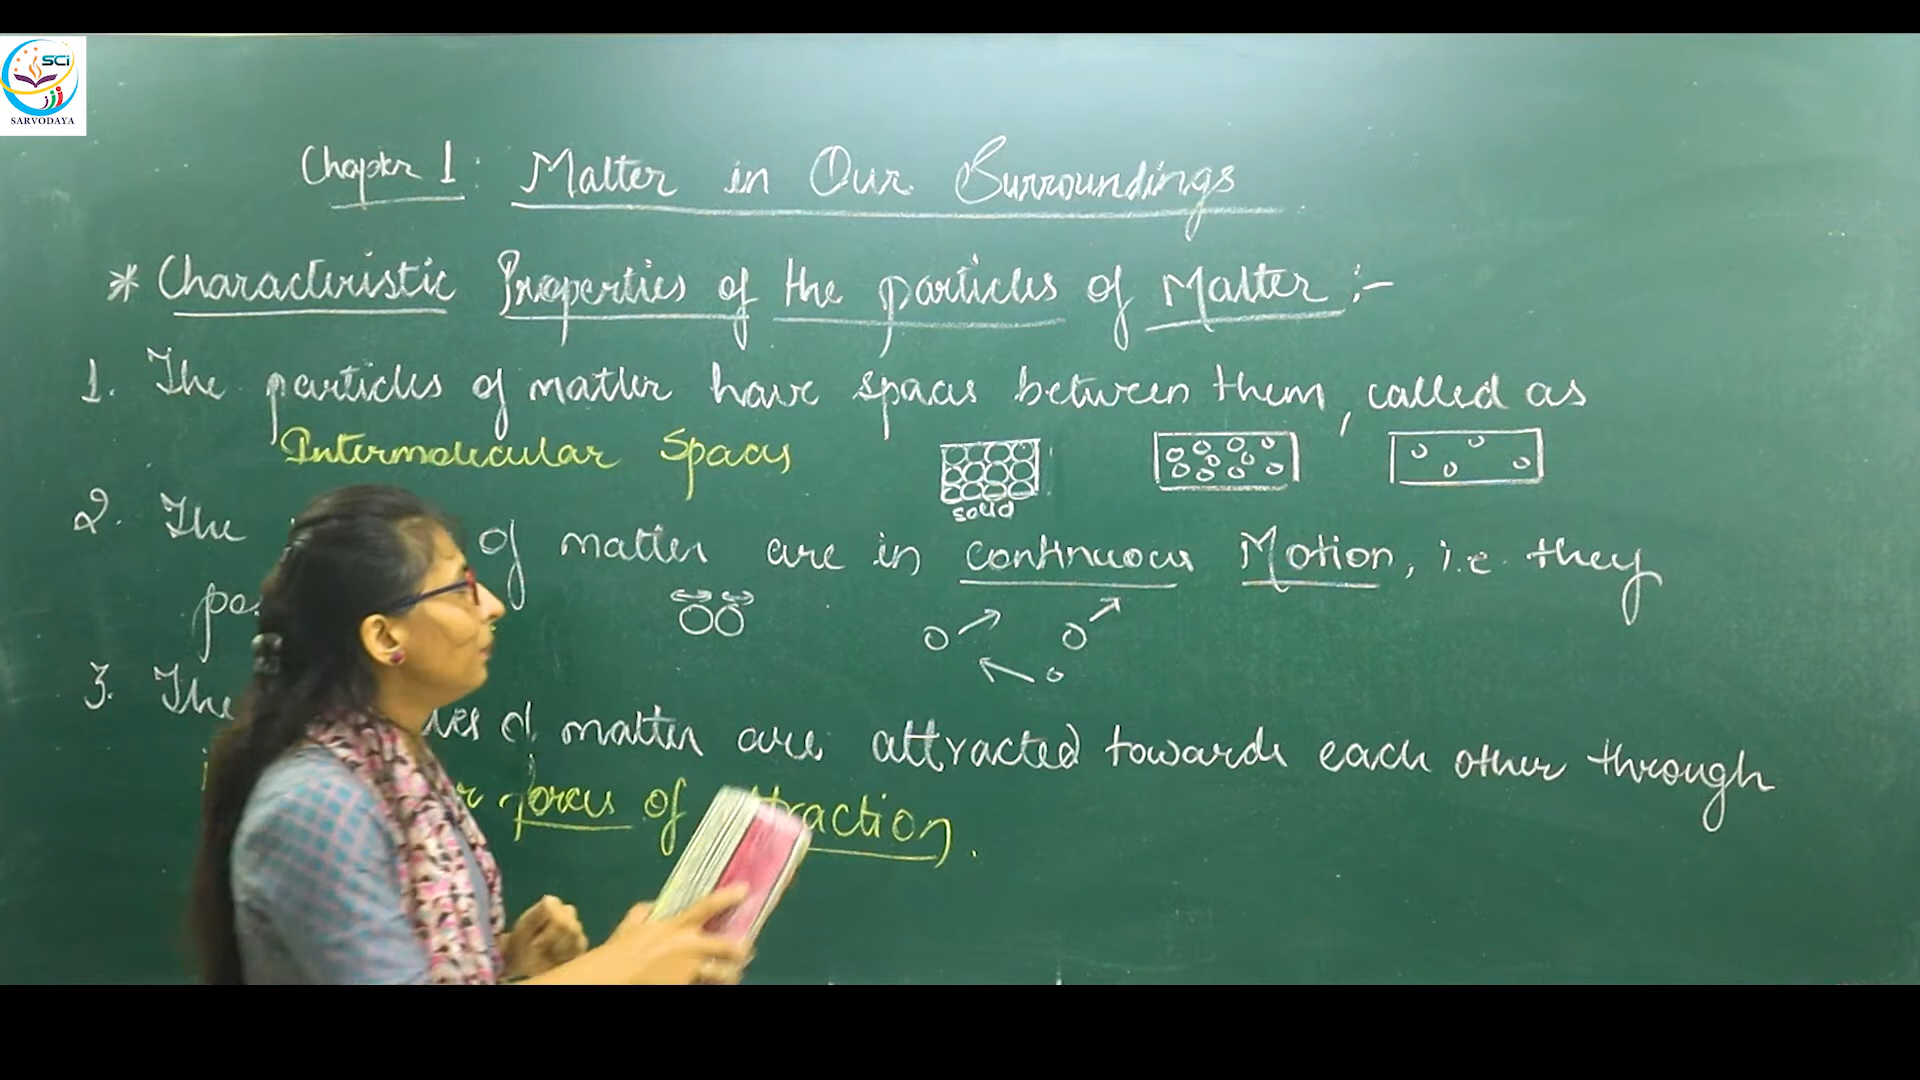 SCi
SARVODAYA
Chapter 1: Matter in Our Surroundings
* Characteristic Properties of the particles of Matter :-
1. The particles of matter have spaces between them, called as
Intermolecular Spaces
solid
2. The of matter are in continuous Motion, i.e. they
3. The of matter are attracted towards each other through
forces of attraction.